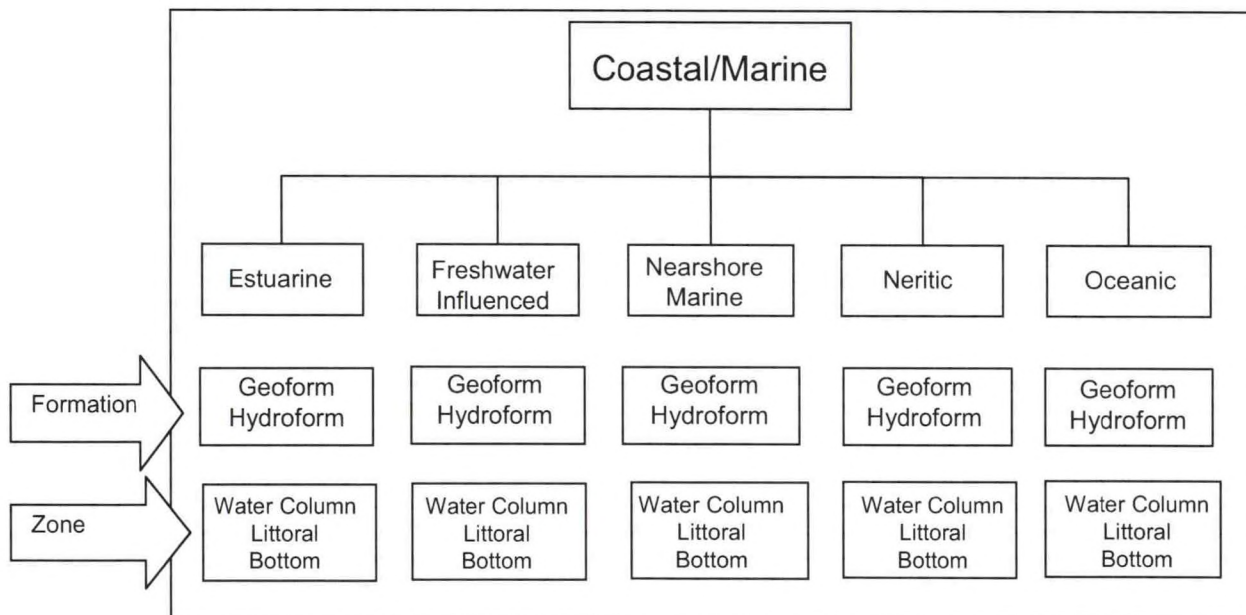 Coastal/Marine
Estuarine
Freshwater
Influenced
Nearshore
Marine
Neritic
Oceanic
Formation
Geoform
Hydroform
Geoform
Hydroform
Geoform
Hydroform
Geoform
Hydroform
Geoform
Hydroform
Zone
Water Column
Littoral
Bottom
Water Column
Littoral
Bottom
Water Column
Littoral
Bottom
Water Column
Littoral
Bottom
Water Column
Littoral
Bottom